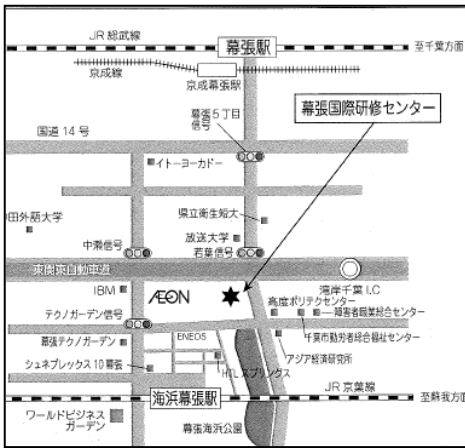 JR 総武線
幕張駅
至千葉方面
京成線
京成幕張駅
幕張国際研修センター
幕張5丁目
信号
国道 14 号
イトーヨーカドー
県立衛生短大
田外語大学
中瀬信号
放送大学
若葉信号
東関東自動車道
湾岸千葉 I.C
IBM
ÆON
高度ポリテクセンター
障害者職業総合センター
テクノガーデン信号
千葉市勤労者総合福祉センター
ENEOS
幕張テクノガーデン
アジア経済研究所
シュネプレックス10幕張
スプリングス
JR 京葉線
海浜幕張駅
至蘇我方面
ワールドビジネス
ガーデン
幕張海浜公園